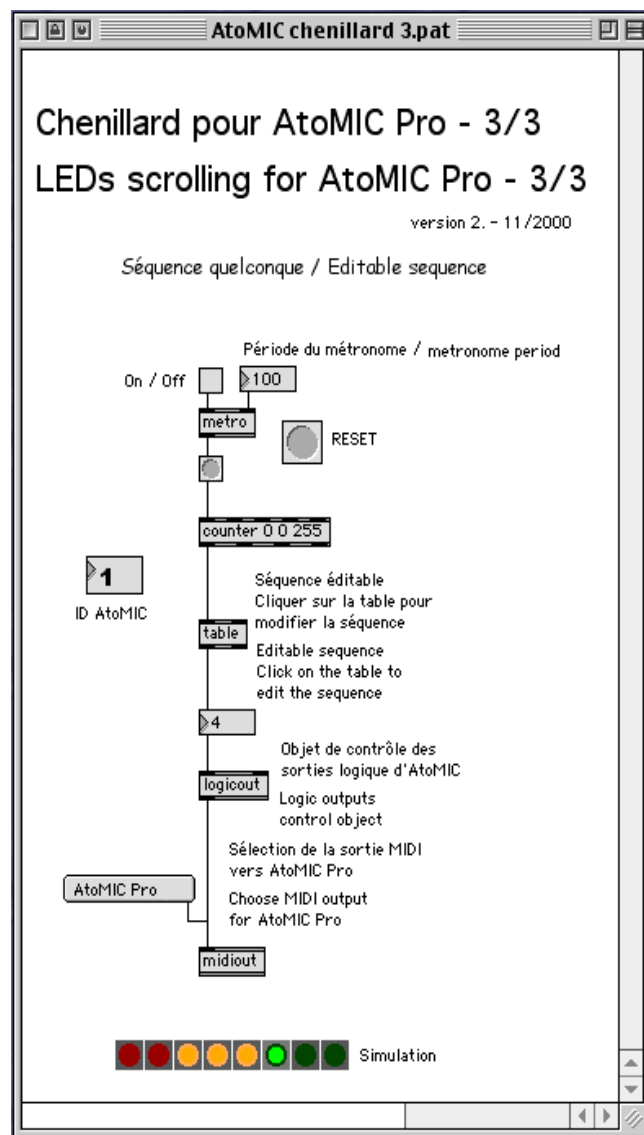 AtoMIC chenillard 3.pat
Chenillard pour AtoMIC Pro - 3/3
LEDs scrolling for AtoMIC Pro - 3/3
version 2. - 11/2000
Séquence quelconque / Editable sequence
Période du métronome / metronome period
On / Off
100
metro
RESET
counter 0 0 255
1
ID AtoMIC
Séquence éditable
Cliquer sur la table pour
modifier la séquence
table
Editable sequence
Click on the table to
edit the sequence
4
Objet de contrôle des
sorties logique d'AtoMIC
logicout
Logic outputs
control object
Sélection de la sortie MIDI
vers AtoMIC Pro
AtoMIC Pro
Choose MIDI output
for AtoMIC Pro
midiout
Simulation